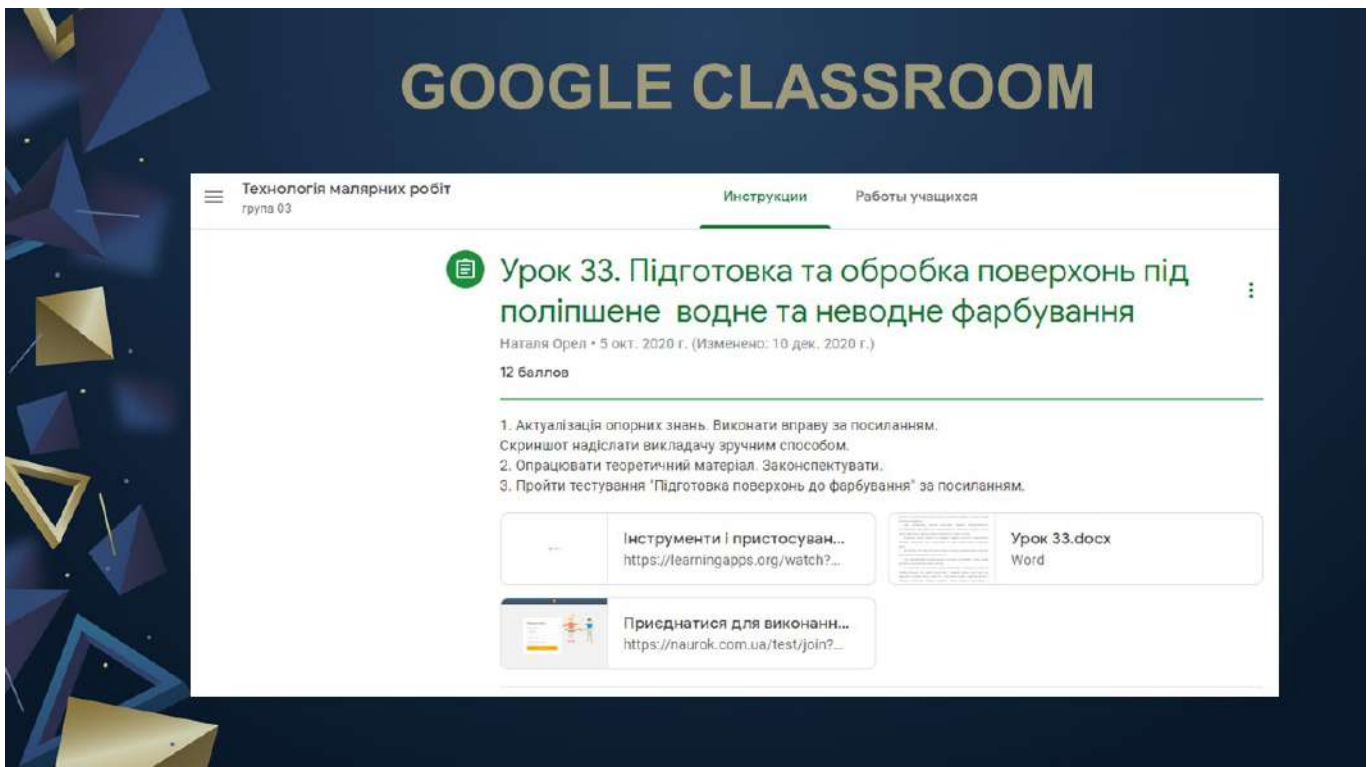 GOOGLE CLASSROOM
Технологія малярних робіт
група 03
Инструкции
Работы учащихся
Урок 33. Підготовка та обробка поверхонь під
поліпшене водне та неводне фарбування
Наталя Орел • 5 окт. 2020 г. (Изменено: 10 дек. 2020 г.)
12 баллов
1. Актуалізація опорних знань. Виконати вправу за посиланням.
Скриншот надіслати викладачу зручним способом.
2. Опрацювати теоретичний матеріал. Законспектувати.
3. Пройти тестування "Підготовка поверхонь до фарбування" за посиланням.
Інструменти і пристосуван...
https://learningapps.org/watch?...
Урок 33.docx
Word
Приєднатися для виконанн...
https://naurok.com.ua/test/join?...